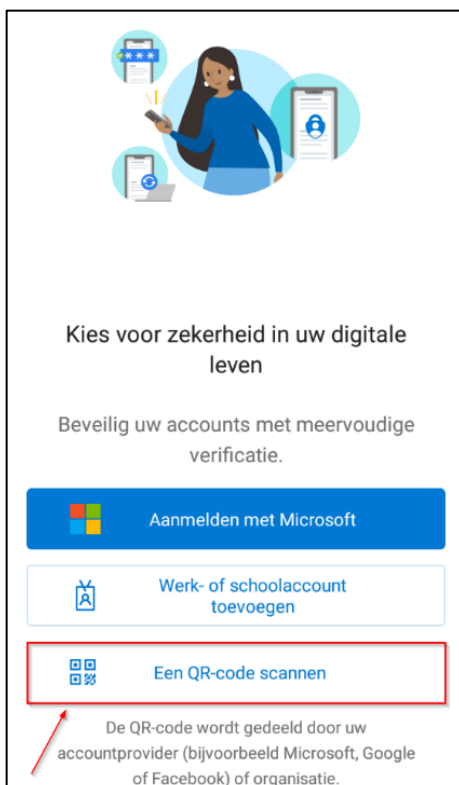 Kies voor zekerheid in uw digitale
leven
Beveilig uw accounts met meervoudige
verificatie.
Aanmelden met Microsoft
Werk- of schoolaccount
toevoegen
Een QR-code scannen
De QR-code wordt gedeeld door uw
accountprovider (bijvoorbeeld Microsoft, Google
of Facebook) of organisatie.